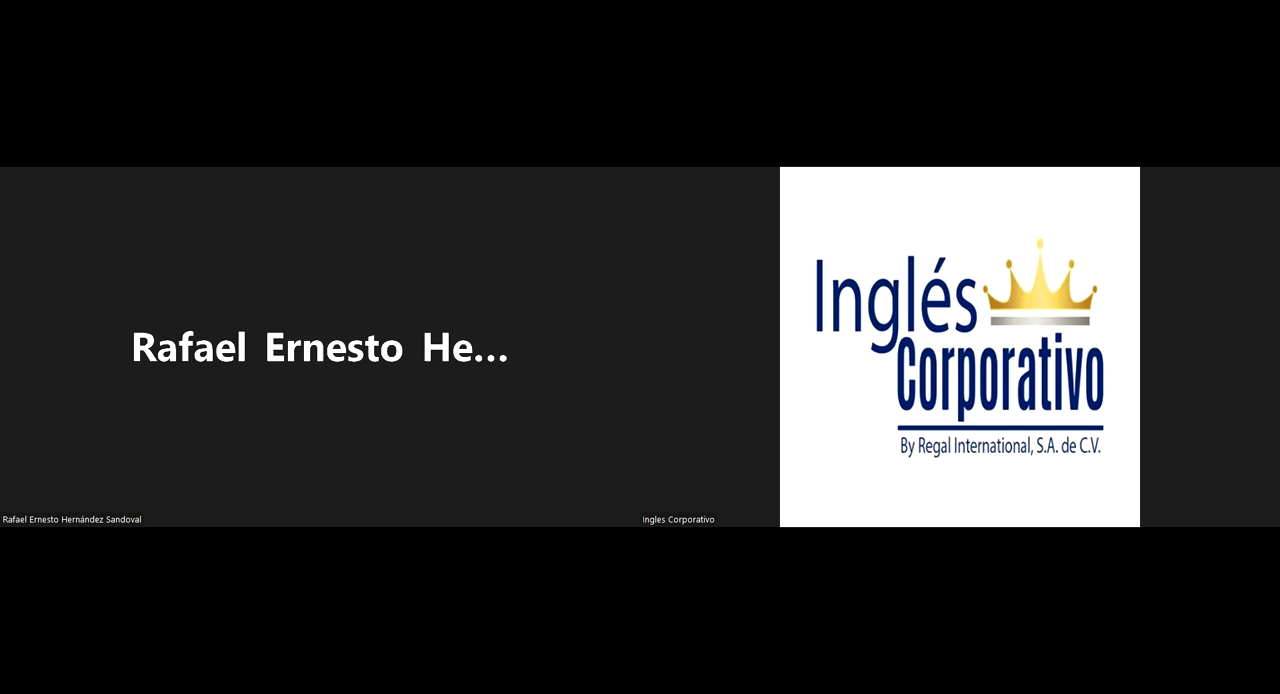 Rafael Ernesto He...
Rafael Ernesto Hernández Sandoval
Inglés
Corporativo
By Regal International, S.A. de C.V.
Ingles Corporativo